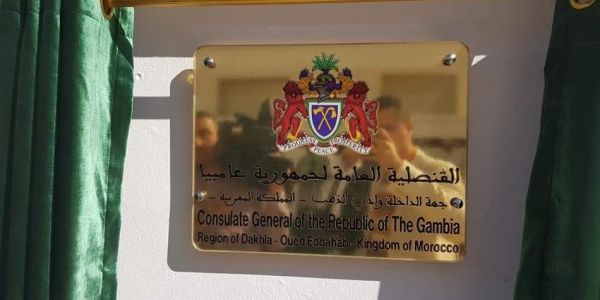 PROGRESS PEACE PROSPERITY
القنصلية العامة لجمهورية غامبيا
جهة الداخلة وادي الذهب - المملكة المغربية -
Consulate General of the Republic of The Gambia
Region of Dakhla - Oued Eddahab - Kingdom of Morocco